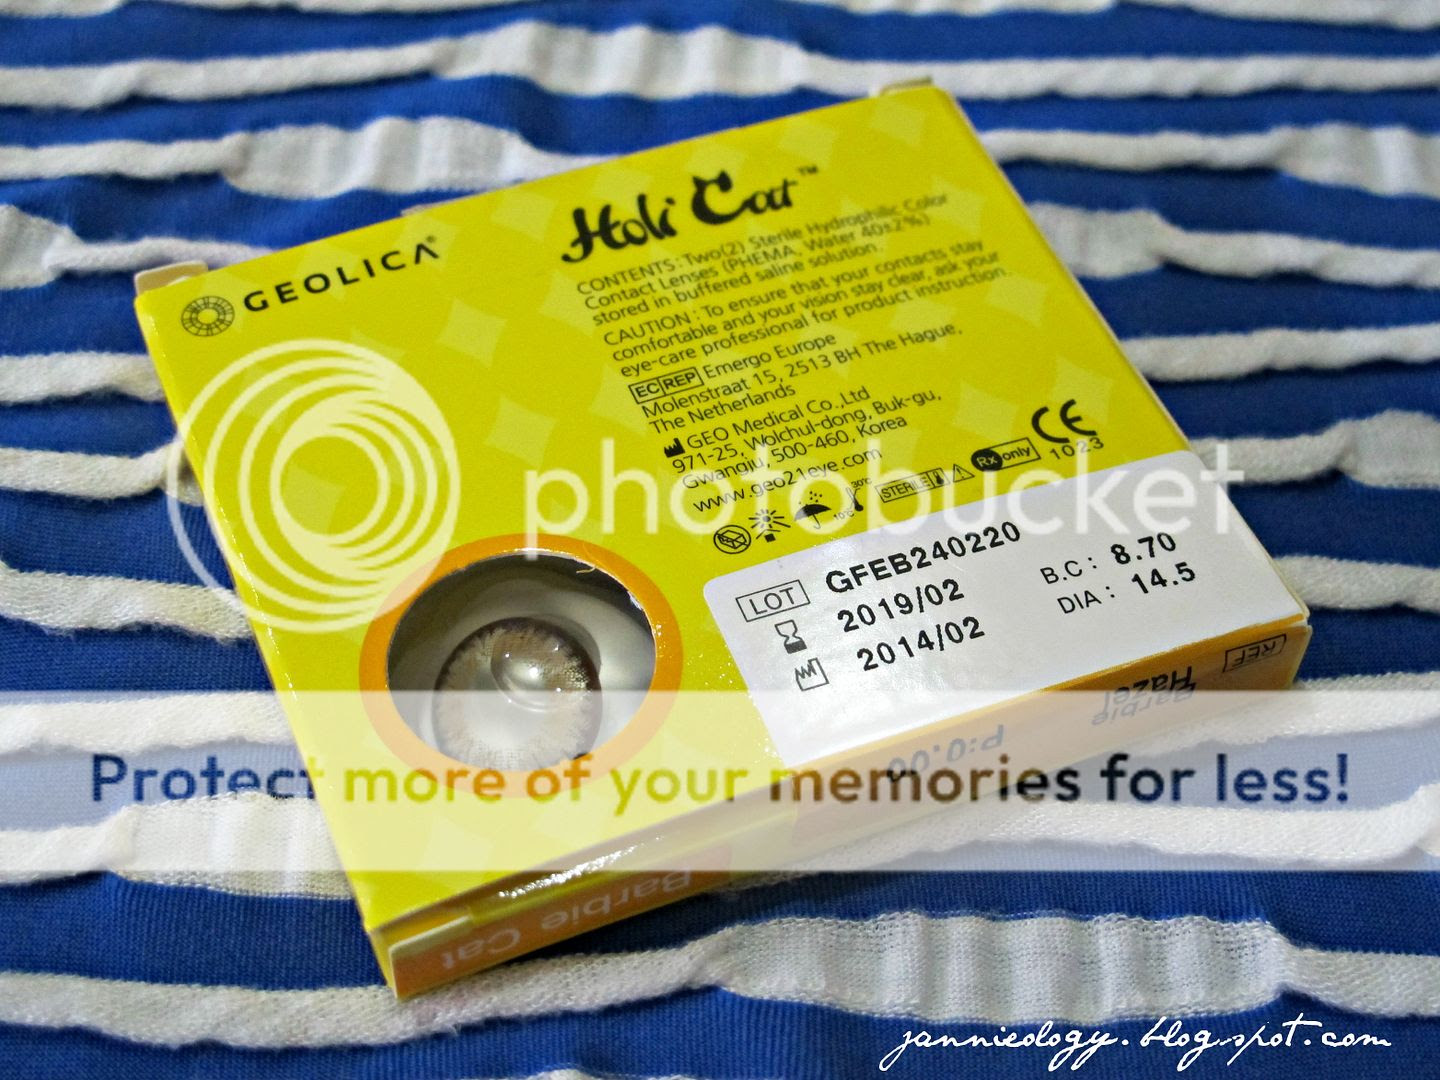 GEOLICA®
Holi Cat™
CONTENTS: Two(2) Sterile Hydrophilic Color
Contact Lenses (PHEMA, Water 40±2%)
stored in buffered saline solution.
CAUTION : To ensure that your contacts stay
comfortable and your vision stay clear, ask your
eye-care professional for product instruction.
EC REP Emergo Europe
Molenstraat 15, 2513 BH The Hague,
The Netherlands
GEO Medical Co.,Ltd
971-25, Wolchul-dong, Buk-gu,
Gwangju, 500-460, Korea
www.geo21eye.com
10°C 30°C STERILE Rx only CE 1023
LOT GFEB240220
2019/02
2014/02
B.C : 8.70
DIA : 14.5
REF Barbie
Hazel
P:0.00
Barbie Cat
photobucket
Protect more of your memories for less!
jannieology.blogspot.com